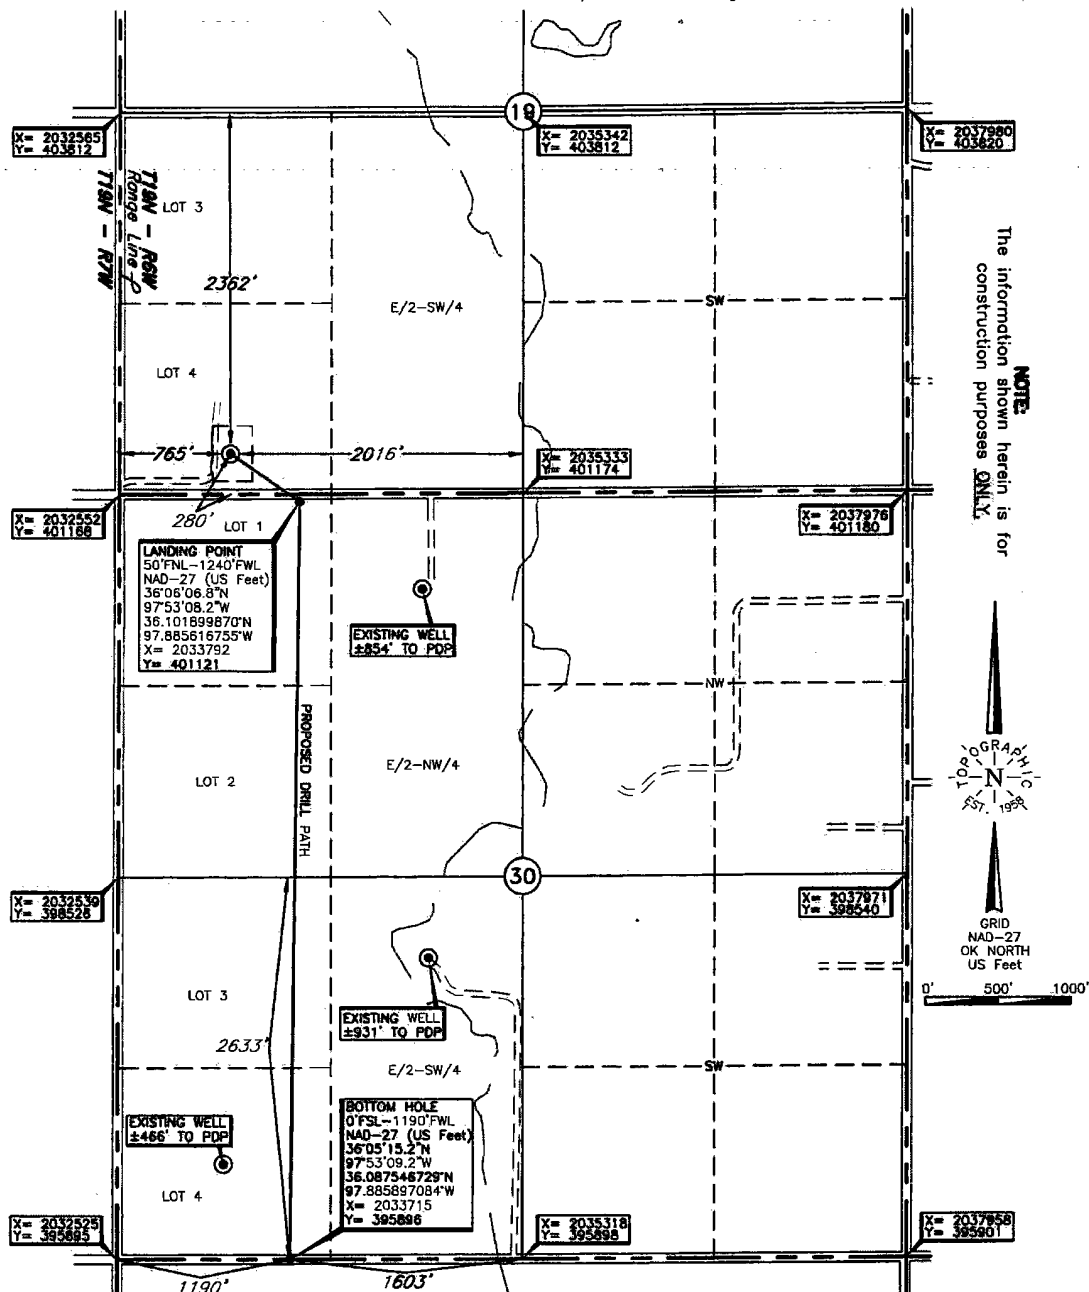 19
X= 2032565
Y= 403812
X= 2035342
Y= 403812
X= 2037980
Y= 403820
T19N - R6W
Range Line
T19N - R7W
LOT 3
2362'
E/2-SW/4
SW
LOT 4
765'
2016'
X= 2035333
Y= 401174
X= 2032552
Y= 401168
280'
LOT 1
X= 2037976
Y= 401180
NOTE:
The information shown herein is for
construction purposes ONLY.
LANDING POINT
50'FNL-1240'FWL
NAD-27 (US Feet)
36°06'06.8"N
97°53'08.2"W
36.101899870°N
97.885616755°W
X= 2033792
Y= 401121
EXISTING WELL
±854' TO PDP
NW
PROPOSED DRILL PATH
LOT 2
E/2-NW/4
TOPOGRAPHIC
N
EST. 1958
30
X= 2032539
Y= 398528
X= 2037971
Y= 398540
GRID
NAD-27
OK NORTH
US Feet
0' 500' 1000'
LOT 3
EXISTING WELL
±931' TO PDP
2633'
E/2-SW/4
SW
EXISTING WELL
±466' TO PDP
BOTTOM HOLE
0'FSL-1190'FWL
NAD-27 (US Feet)
36°05'15.2"N
97°53'09.2"W
36.087546729°N
97.885897084°W
X= 2033715
Y= 395896
LOT 4
X= 2032525
Y= 395895
X= 2035318
Y= 395898
X= 2037958
Y= 395901
1190'
1603'